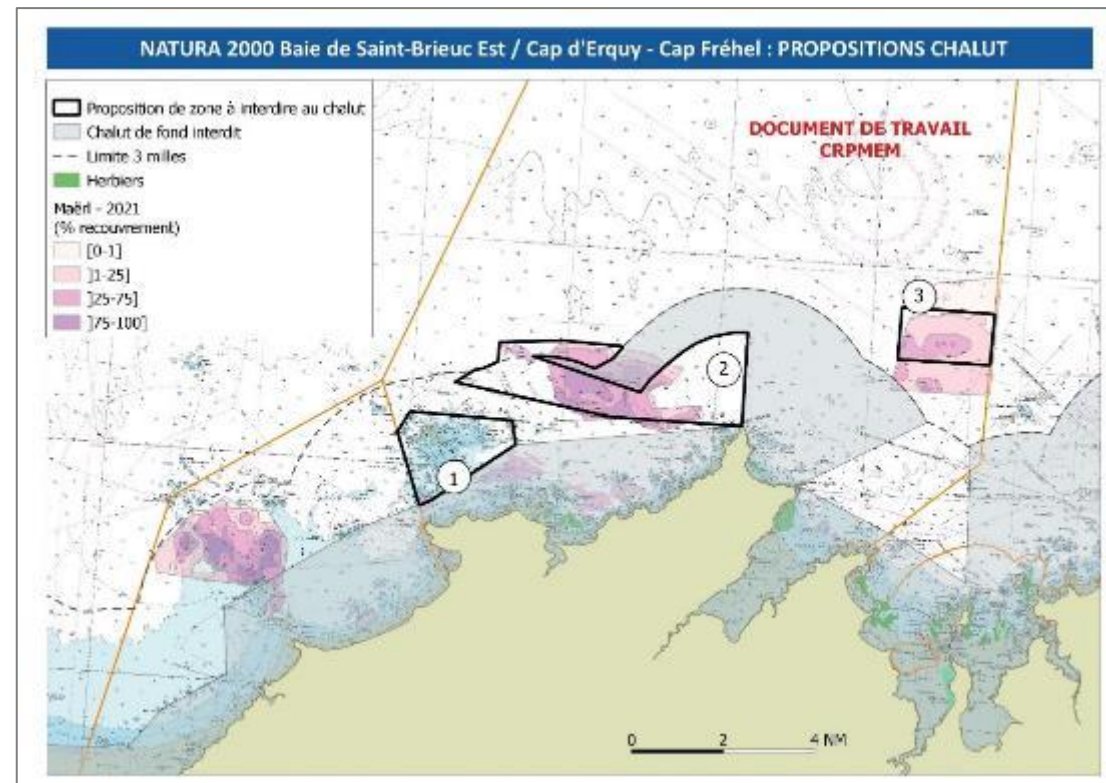 NATURA 2000 Baie de Saint-Brieuc Est / Cap d'Erquy - Cap Fréhel : PROPOSITIONS CHALUT
Proposition de zone à interdire au chalut
Chalut de fond interdit
Limite 3 milles
Herbiers
Maërl - 2021
(% recouvrement)
[0-1]
]1-25]
]25-75]
]75-100]
DOCUMENT DE TRAVAIL
CRPMEM
3
2
1
0 2 4 NM